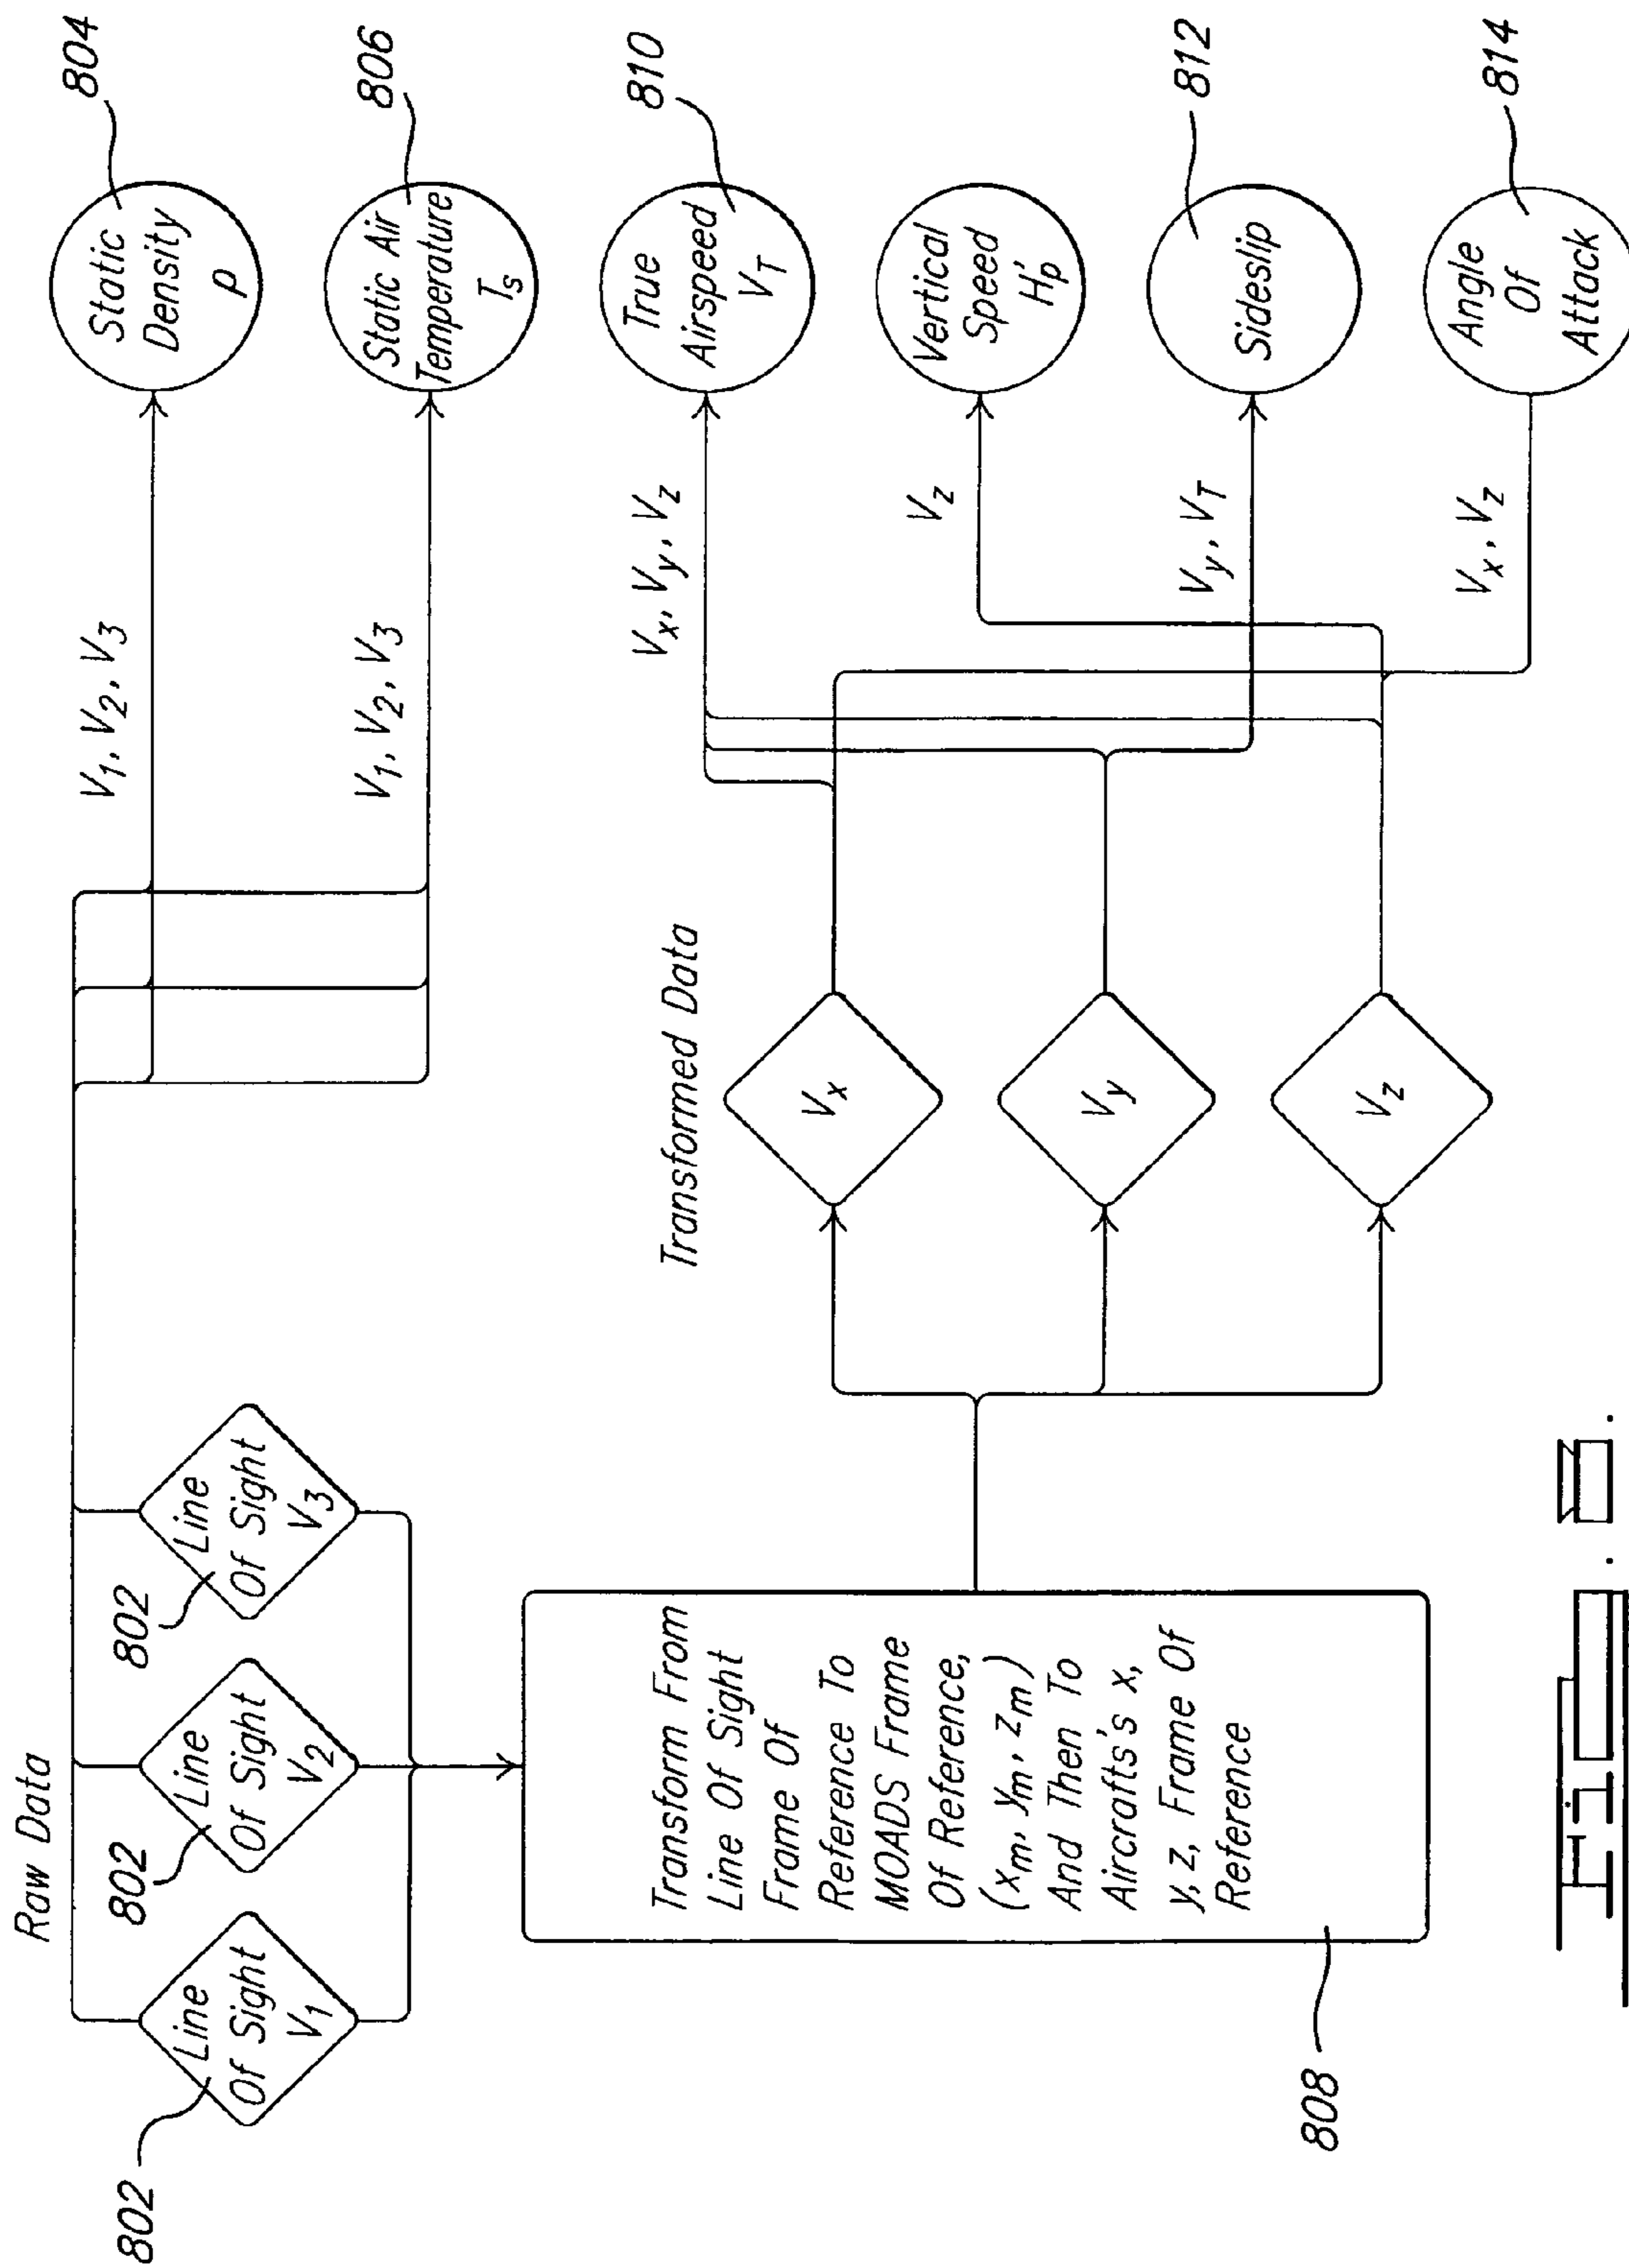 Raw Data
802
Line
Of Sight
V1
802
Line
Of Sight
V2
802
Line
Of Sight
V3
V1, V2, V3
Static
Density
ρ
804
V1, V2, V3
Static Air
Temperature
Ts
806
808
Transform From
Line Of Sight
Frame Of
Reference To
MOADS Frame
Of Reference,
(xm, ym, zm)
And Then To
Aircrafts's x,
y, z, Frame Of
Reference
Transformed Data
Vx
Vy
Vz
Vx, Vy, Vz
True
Airspeed
VT
810
Vz
Vertical
Speed
H'p
Vy, VT
Sideslip
812
Vx, Vz
Angle
Of
Attack
814